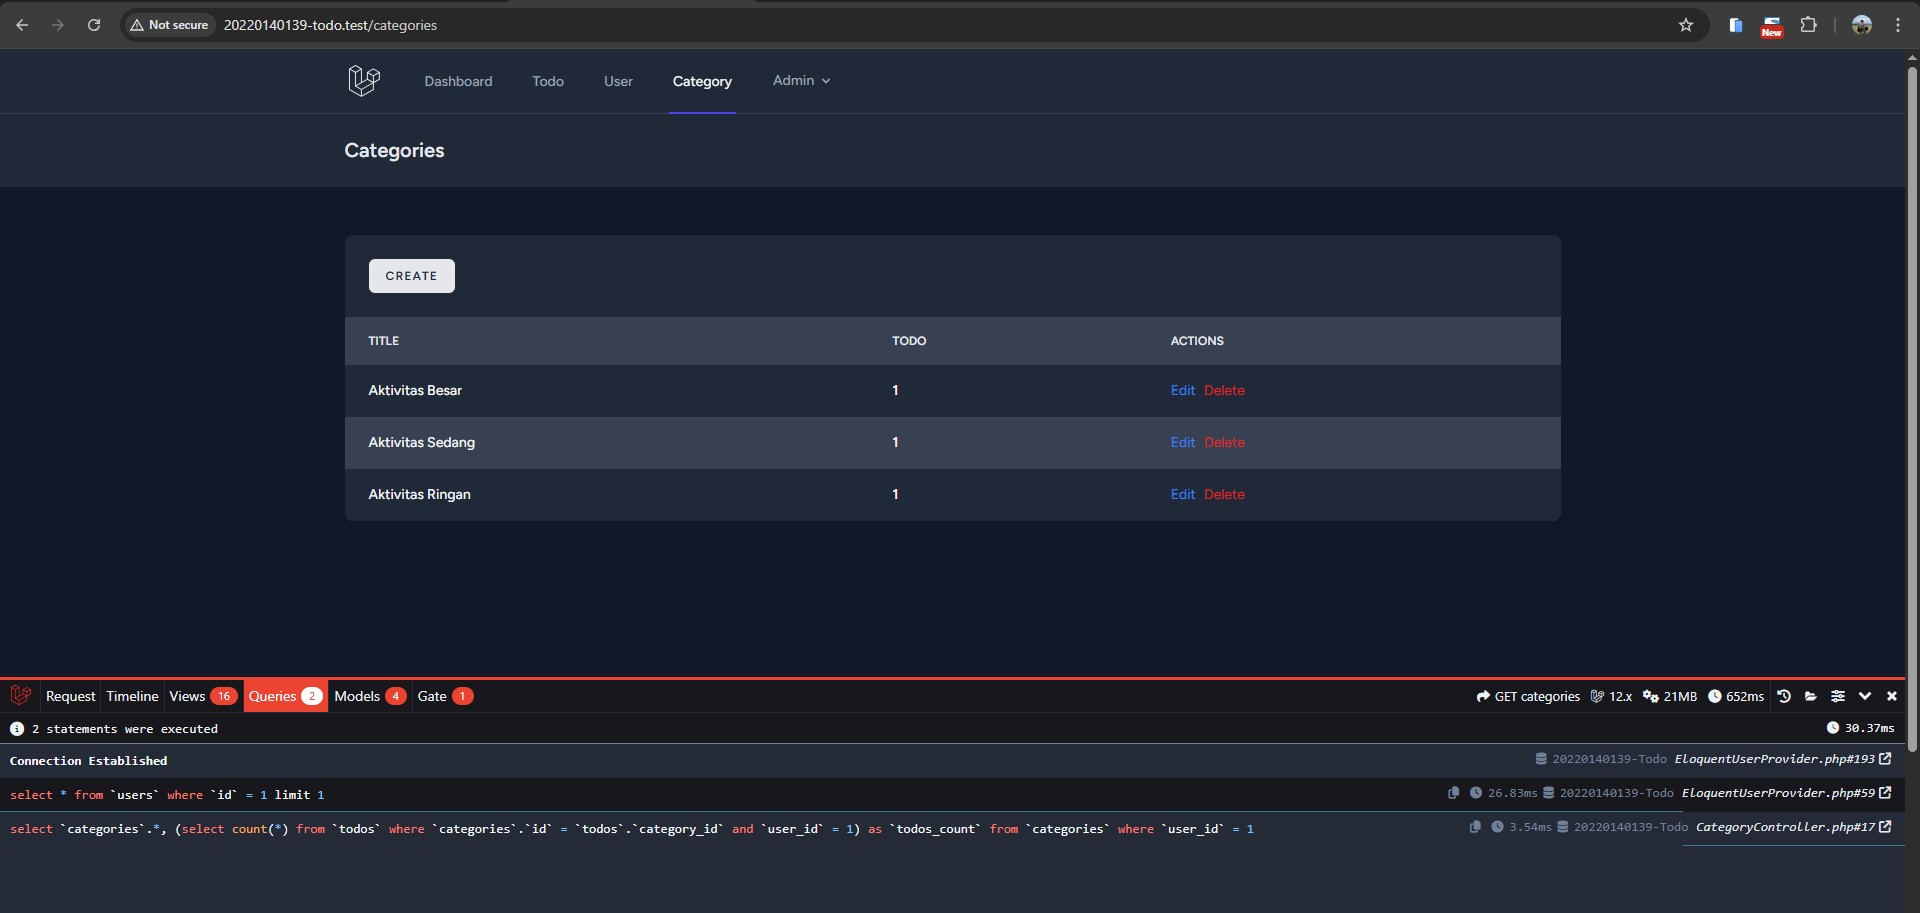 Not secure 20220140139-todo.test/categories New
Dashboard Todo User Category Admin
Categories
CREATE
TITLE TODO ACTIONS
Aktivitas Besar 1 Edit Delete
Aktivitas Sedang 1 Edit Delete
Aktivitas Ringan 1 Edit Delete
Request Timeline Views 16 Queries 2 Models 4 Gate 1 GET categories 12.x 21MB 652ms
2 statements were executed 30.37ms
Connection Established 20220140139-Todo EloquentUserProvider.php#193
select * from `users` where `id` = 1 limit 1 26.83ms 20220140139-Todo EloquentUserProvider.php#59
select `categories`.*, (select count(*) from `todos` where `categories`.`id` = `todos`.`category_id` and `user_id` = 1) as `todos_count` from `categories` where `user_id` = 1 3.54ms 20220140139-Todo CategoryController.php#17